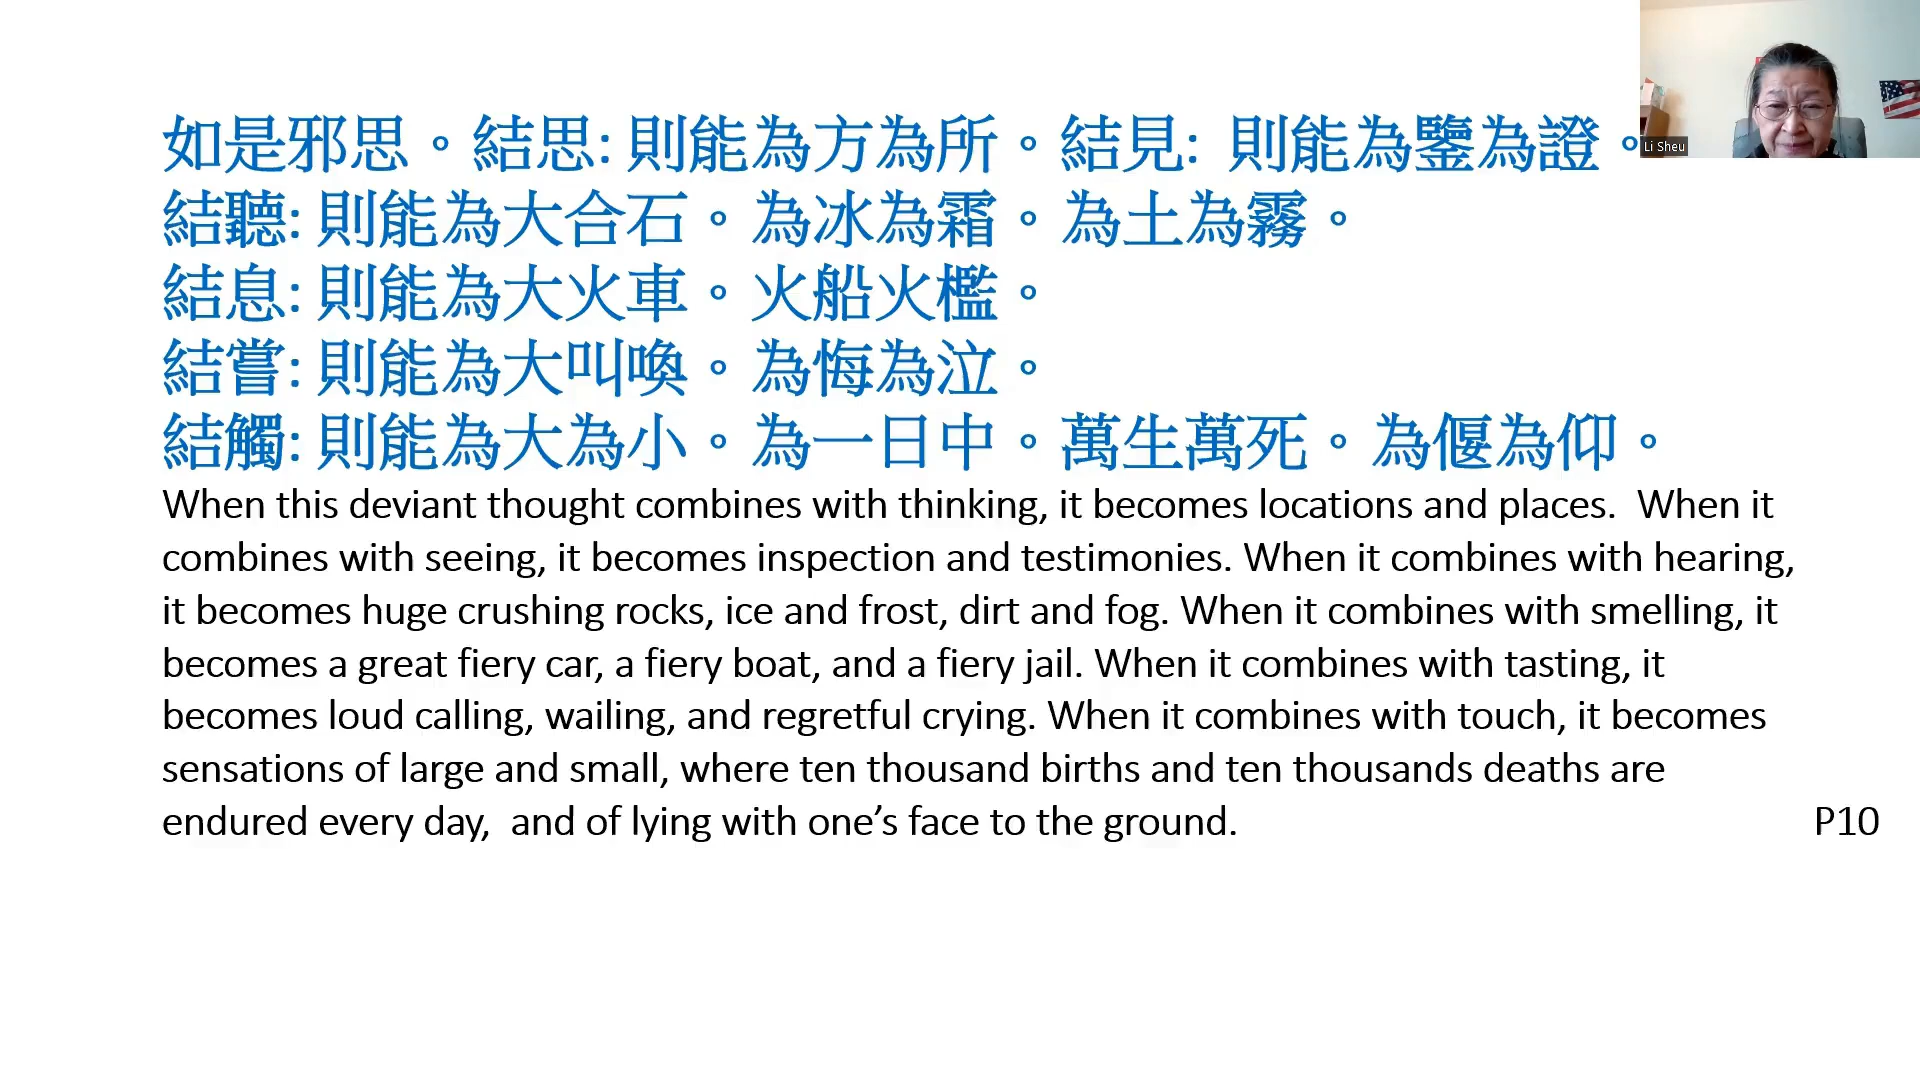 如是邪思。結思: 則能為方為所。結見: 則能為鑒為證。
結聽: 則能為大合石。為冰為霜。為土為霧。
結息: 則能為大火車。火船火檻。
結嘗: 則能為大叫喚。為悔為泣。
結觸: 則能為大為小。為一日中。萬生萬死。為偃為仰。
When this deviant thought combines with thinking, it becomes locations and places.  When it
combines with seeing, it becomes inspection and testimonies. When it combines with hearing,
it becomes huge crushing rocks, ice and frost, dirt and fog. When it combines with smelling, it
becomes a great fiery car, a fiery boat, and a fiery jail. When it combines with tasting, it
becomes loud calling, wailing, and regretful crying. When it combines with touch, it becomes
sensations of large and small, where ten thousand births and ten thousands deaths are
endured every day,  and of lying with one’s face to the ground.
P10
Li Sheu